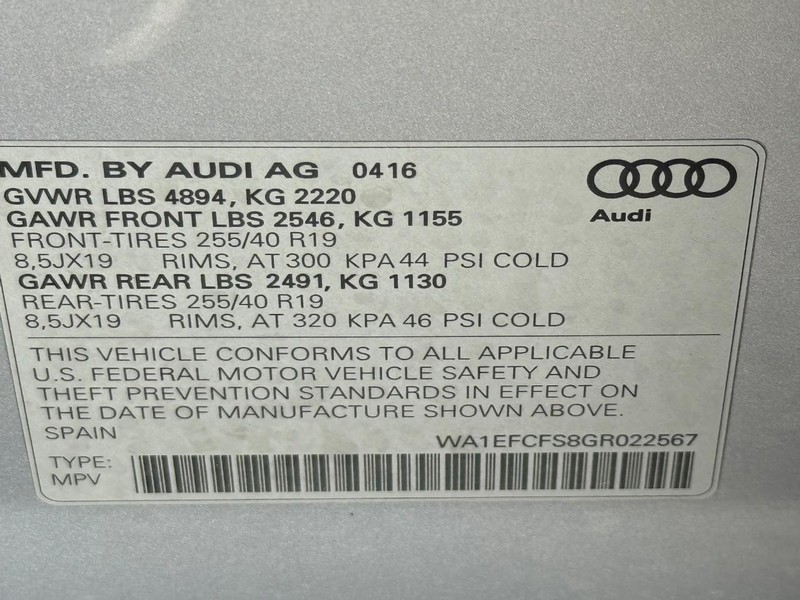 MFD. BY AUDI AG 0416
GVWR LBS 4894, KG 2220
GAWR FRONT LBS 2546, KG 1155
FRONT-TIRES 255/40 R19
8,5JX19 RIMS, AT 300 KPA 44 PSI COLD
GAWR REAR LBS 2491, KG 1130
REAR-TIRES 255/40 R19
8,5JX19 RIMS, AT 320 KPA 46 PSI COLD
Audi
THIS VEHICLE CONFORMS TO ALL APPLICABLE
U.S. FEDERAL MOTOR VEHICLE SAFETY AND
THEFT PREVENTION STANDARDS IN EFFECT ON
THE DATE OF MANUFACTURE SHOWN ABOVE.
SPAIN
WA1EFCFS8GR022567
TYPE:
MPV